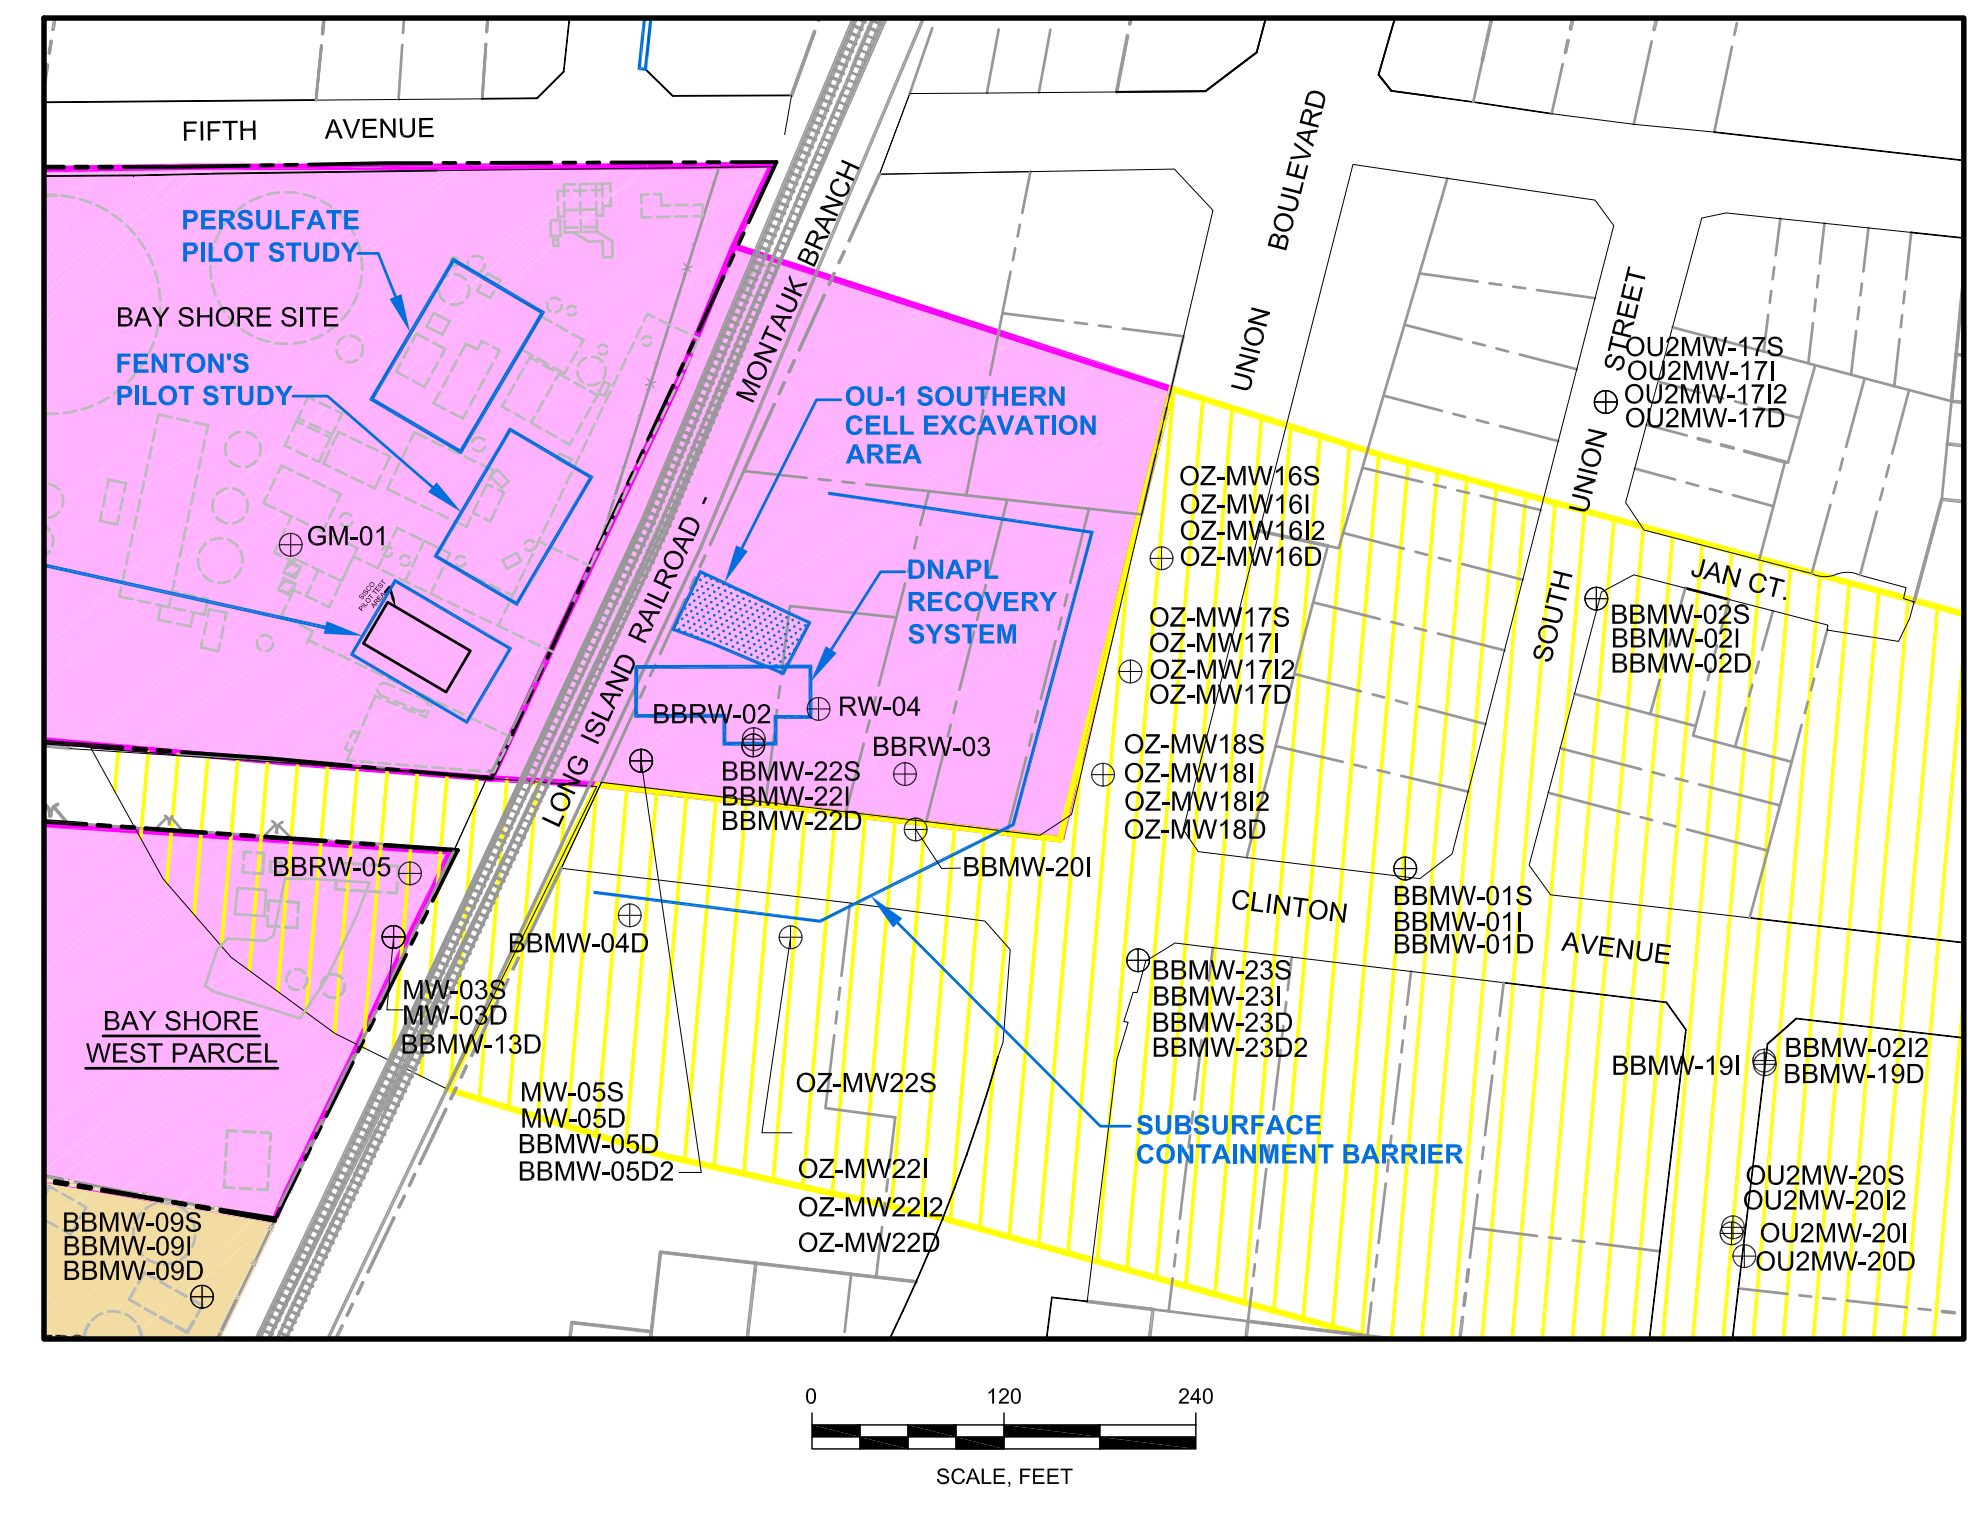 FIFTH AVENUE
UNION BOULEVARD
PERSULFATE
PILOT STUDY
BAY SHORE SITE
FENTON'S
PILOT STUDY
LONG ISLAND RAILROAD - MONTAUK BRANCH
SOUTH UNION STREET
OU2MW-17S
OU2MW-17I
OU2MW-17I2
OU2MW-17D
OU-1 SOUTHERN
CELL EXCAVATION
AREA
OZ-MW16S
OZ-MW16I
OZ-MW16I2
OZ-MW16D
GM-01
SISCO
PILOT TEST
AREA
DNAPL
RECOVERY
SYSTEM
JAN CT.
BBMW-02S
BBMW-02I
BBMW-02D
OZ-MW17S
OZ-MW17I
OZ-MW17I2
OZ-MW17D
BBRW-02
RW-04
BBRW-03
OZ-MW18S
OZ-MW18I
OZ-MW18I2
OZ-MW18D
BBMW-22S
BBMW-22I
BBMW-22D
BBRW-05
BBMW-20I
CLINTON AVENUE
BBMW-01S
BBMW-01I
BBMW-01D
BBMW-04D
MW-03S
MW-03D
BBMW-13D
BAY SHORE
WEST PARCEL
BBMW-23S
BBMW-23I
BBMW-23D
BBMW-23D2
BBMW-19I
BBMW-02I2
BBMW-19D
MW-05S
MW-05D
BBMW-05D
BBMW-05D2
OZ-MW22S
OZ-MW22I
OZ-MW22I2
OZ-MW22D
SUBSURFACE
CONTAINMENT BARRIER
OU2MW-20S
OU2MW-20I2
OU2MW-20I
OU2MW-20D
BBMW-09S
BBMW-09I
BBMW-09D
0 120 240
SCALE, FEET